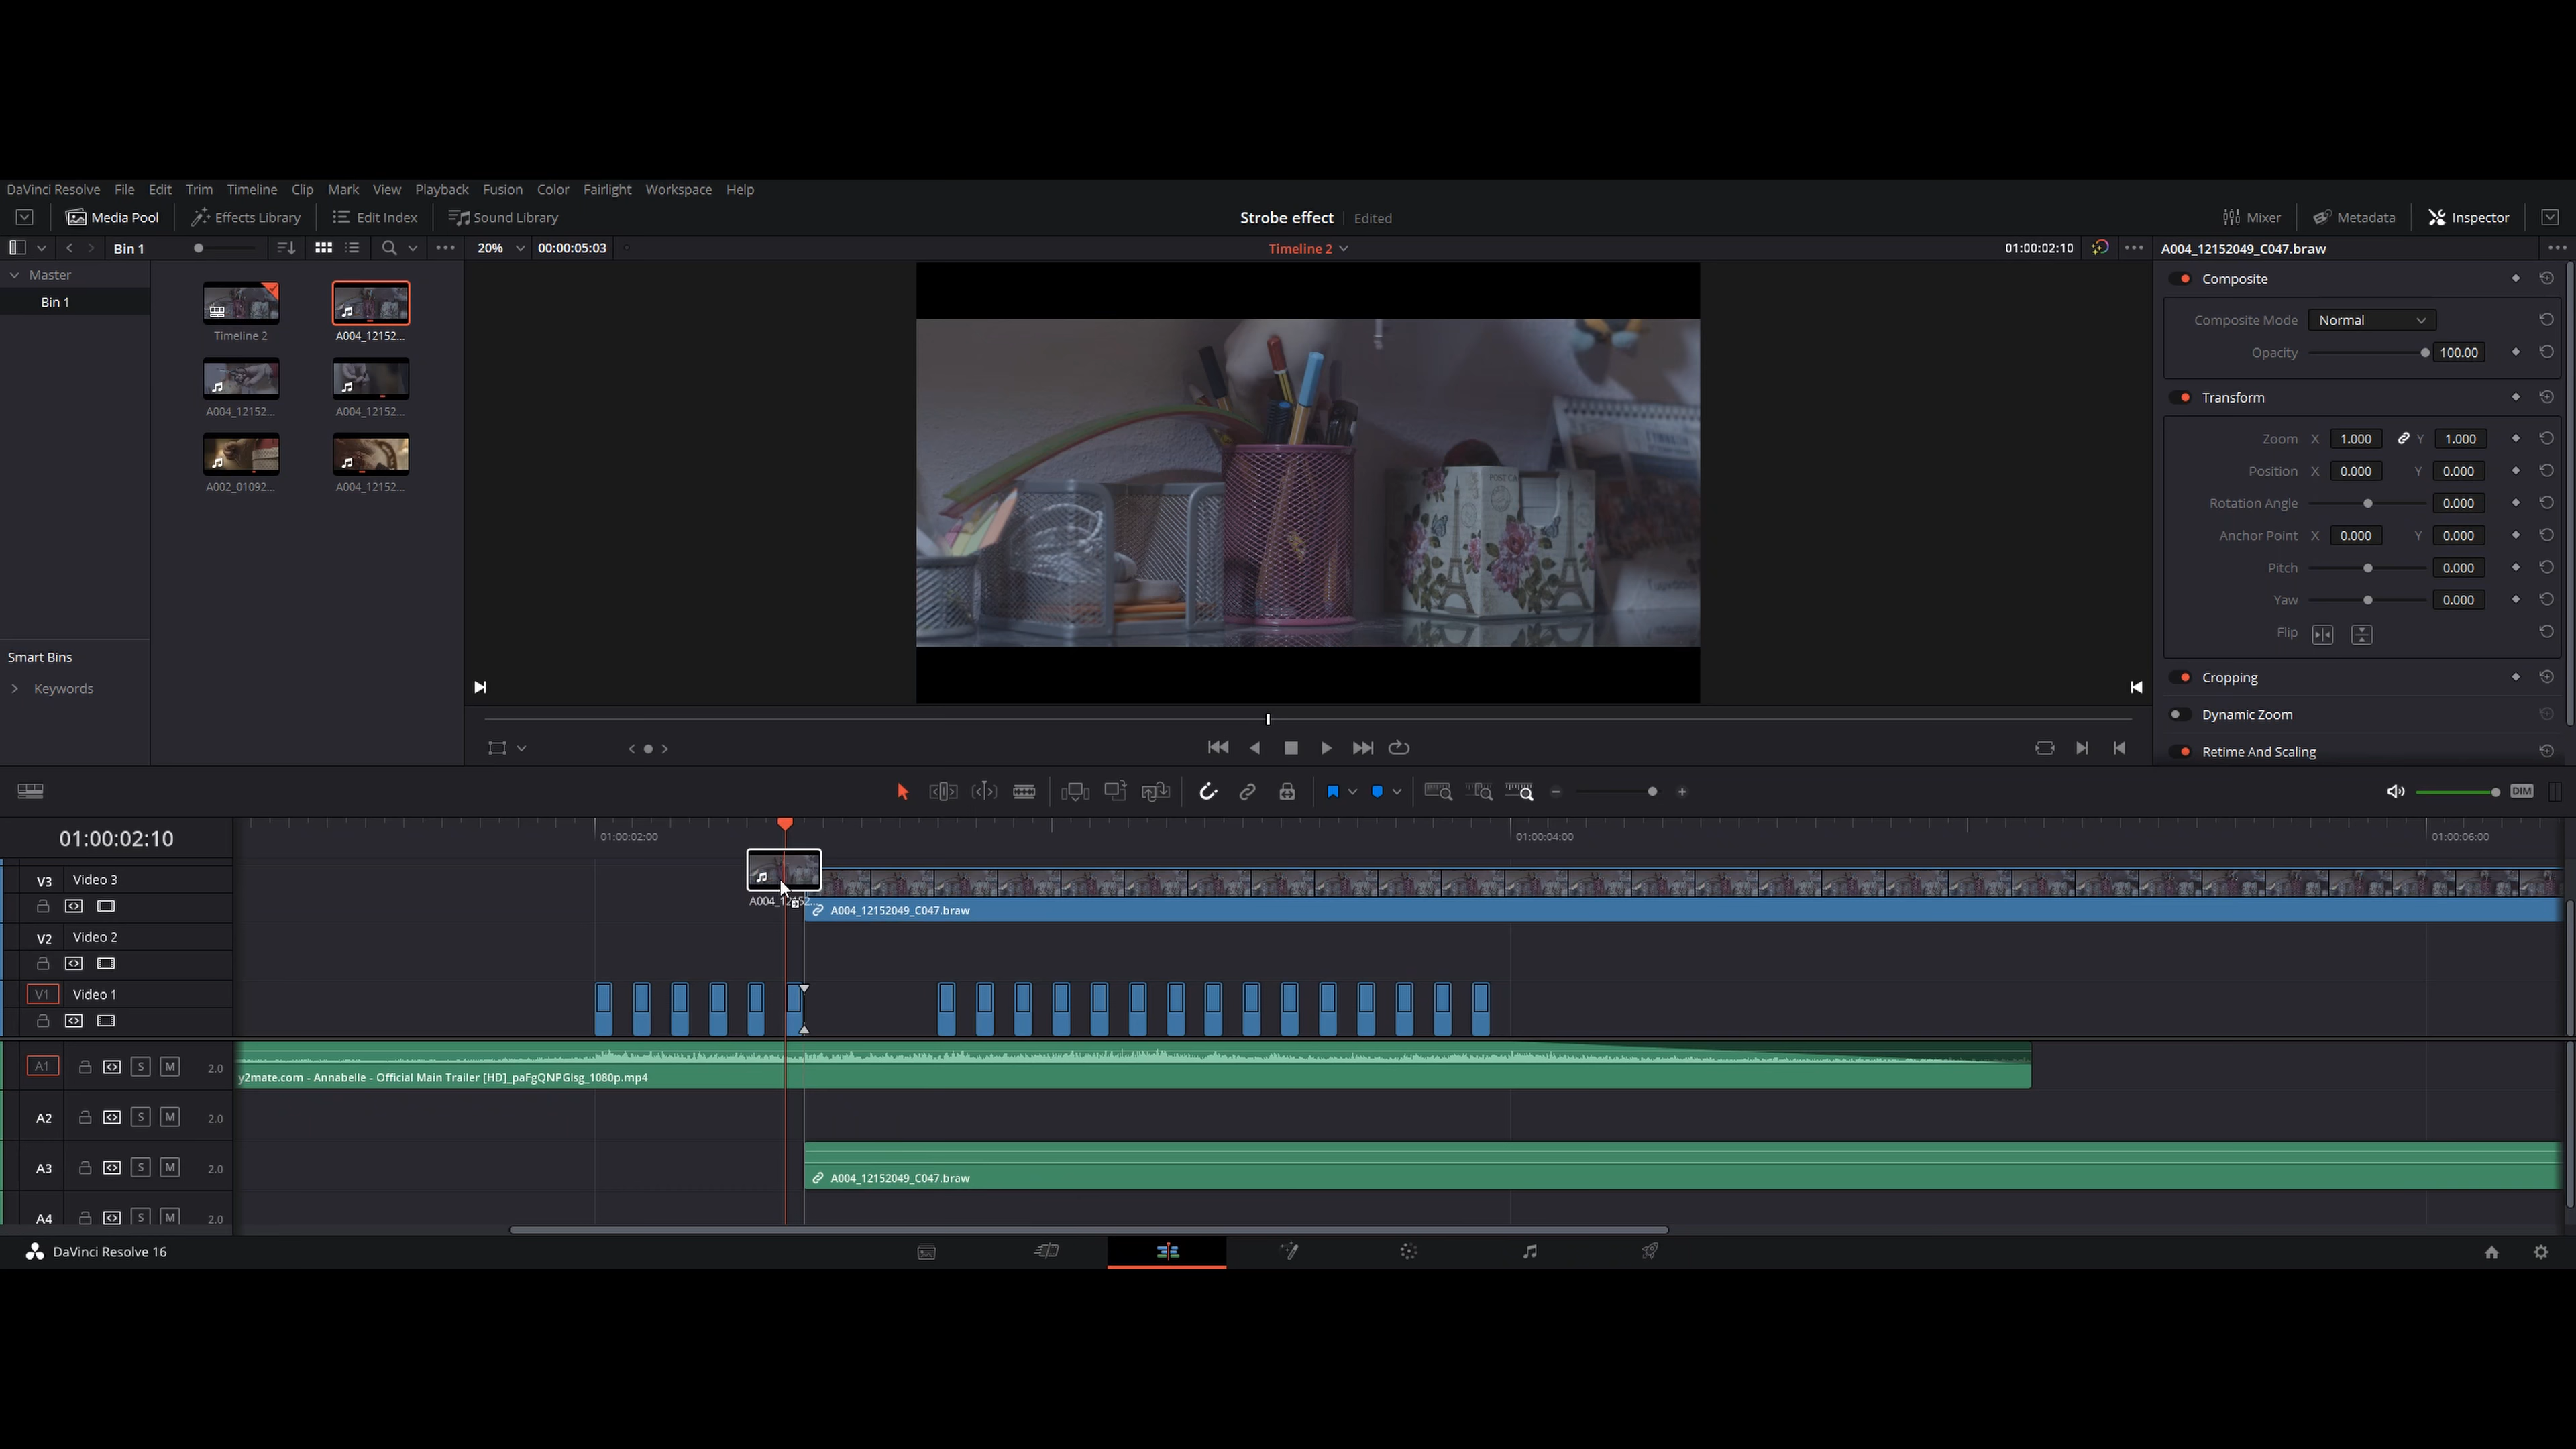 DaVinci Resolve File Edit Trim Timeline Clip Mark View Playback Fusion Color Fairlight Workspace Help
Media Pool Effects Library Edit Index Sound Library Strobe effect Edited Mixer Metadata Inspector
Bin 1 20% 00:00:05:03 Timeline 2 01:00:02:10 A004_12152049_C047.braw
Master
Bin 1
Timeline 2 A004_12152...
A004_12152... A004_12152...
A002_01092... A004_12152...
Smart Bins
Keywords
POST CA
Composite
Composite Mode Normal
Opacity 100.00
Transform
Zoom X 1.000 Y 1.000
Position X 0.000 Y 0.000
Rotation Angle 0.000
Anchor Point X 0.000 Y 0.000
Pitch 0.000
Yaw 0.000
Flip
Cropping
Dynamic Zoom
Retime And Scaling
DIM
01:00:02:10 01:00:02:00 01:00:04:00 01:00:06:00
V3 Video 3
A004_12152...
A004_12152049_C047.braw
V2 Video 2
V1 Video 1
A1 S M 2.0
y2mate.com - Annabelle - Official Main Trailer [HD]_paFgQNPGIsg_1080p.mp4
A2 S M 2.0
A3 S M 2.0
A004_12152049_C047.braw
A4 S M 2.0
DaVinci Resolve 16